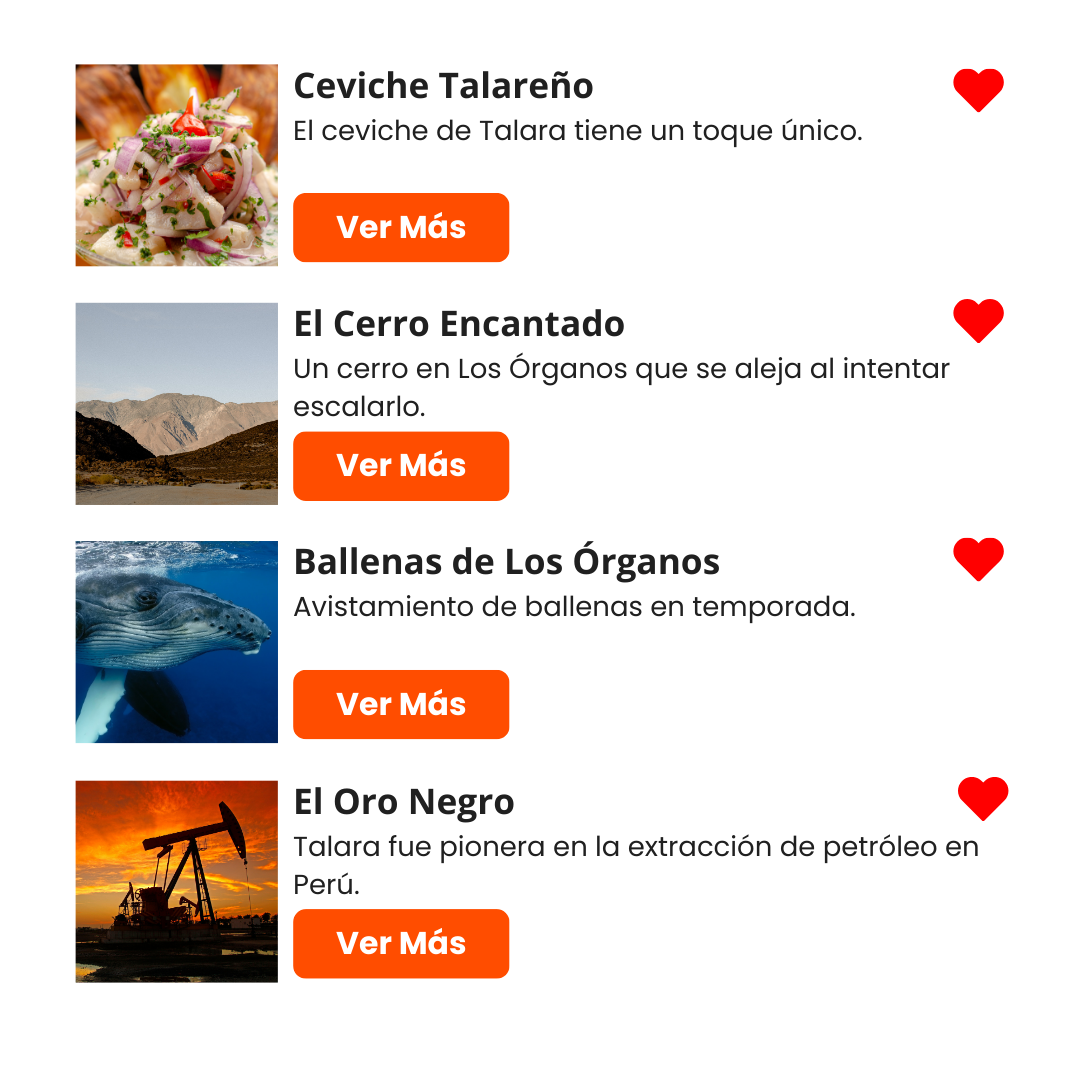 Ceviche Talareño
El ceviche de Talara tiene un toque único.
Ver Más
El Cerro Encantado
Un cerro en Los Órganos que se aleja al intentar
escalarlo.
Ver Más
Ballenas de Los Órganos
Avistamiento de ballenas en temporada.
Ver Más
El Oro Negro
Talara fue pionera en la extracción de petróleo en
Perú.
Ver Más